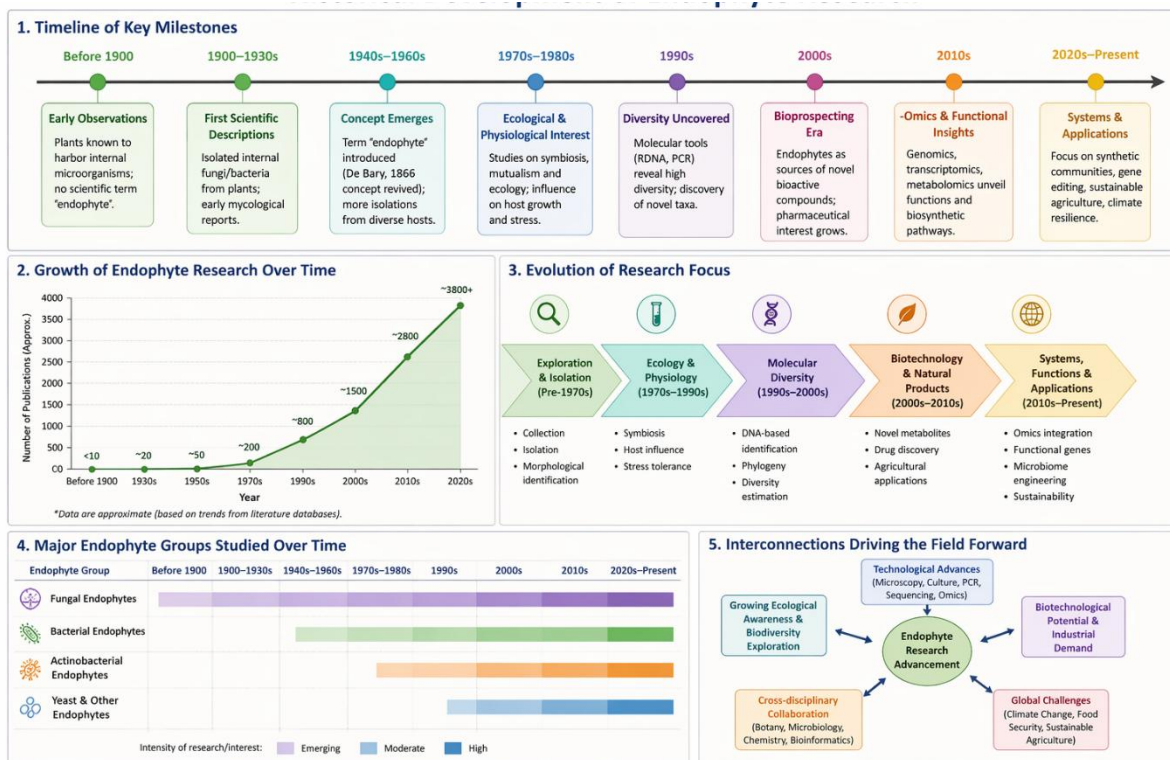 1. Timeline of Key Milestones
Before 1900
1900–1930s
1940s–1960s
1970s–1980s
1990s
2000s
2010s
2020s–Present
Early Observations
Plants known to
harbor internal
microorganisms;
no scientific term
"endophyte".
First Scientific
Descriptions
Isolated internal
fungi/bacteria
from plants;
early mycological
reports.
Concept Emerges
Term "endophyte"
introduced
(De Bary, 1866
concept revived);
more isolations
from diverse hosts.
Ecological &
Physiological Interest
Studies on symbiosis,
mutualism and
ecology; influence
on host growth
and stress.
Diversity Uncovered
Molecular tools
(RDNA, PCR)
reveal high
diversity; discovery
of novel taxa.
Bioprospecting
Era
Endophytes as
sources of novel
bioactive
compounds;
pharmaceutical
interest grows.
-Omics & Functional
Insights
Genomics,
transcriptomics,
metabolomics unveil
functions and
biosynthetic
pathways.
Systems &
Applications
Focus on synthetic
communities, gene
editing, sustainable
agriculture, climate
resilience.
2. Growth of Endophyte Research Over Time
Number of Publications (Approx.)
4000
3500
3000
2500
2000
1500
1000
500
C0
<10
~20
~50
~200
~800
~1500
~2800
~3800+
Before 1900
1930s
1950s
1970s
1990s
2000s
2010s
2020s
Year
*Data are approximate (based on trends from literature databases).
3. Evolution of Research Focus
Exploration
& Isolation
(Pre-1970s)
Ecology &
Physiology
(1970s–1990s)
Molecular
Diversity
(1990s–2000s)
Biotechnology
& Natural
Products
(2000s–2010s)
Systems,
Functions &
Applications
(2010s–Present)
• Collection
• Isolation
• Morphological
identification
• Symbiosis
• Host influence
• Stress tolerance
• DNA-based
identification
• Phylogeny
• Diversity
estimation
• Novel metabolites
• Drug discovery
• Agricultural
applications
• Omics integration
• Functional genes
• Microbiome
engineering
• Sustainability
4. Major Endophyte Groups Studied Over Time
Endophyte Group
Before 1900
1900–1930s
1940s–1960s
1970s–1980s
1990s
2000s
2010s
2020s–Present
Fungal Endophytes
Bacterial Endophytes
Actinobacterial
Endophytes
Yeast & Other
Endophytes
Intensity of research/interest:
Emerging
Moderate
High
5. Interconnections Driving the Field Forward
Technological Advances
(Microscopy, Culture, PCR,
Sequencing, Omics)
Growing Ecological
Awareness &
Biodiversity
Exploration
Endophyte
Research
Advancement
Biotechnological
Potential &
Industrial
Demand
Cross-disciplinary
Collaboration
(Botany, Microbiology,
Chemistry, Bioinformatics)
Global Challenges
(Climate Change, Food
Security, Sustainable
Agriculture)